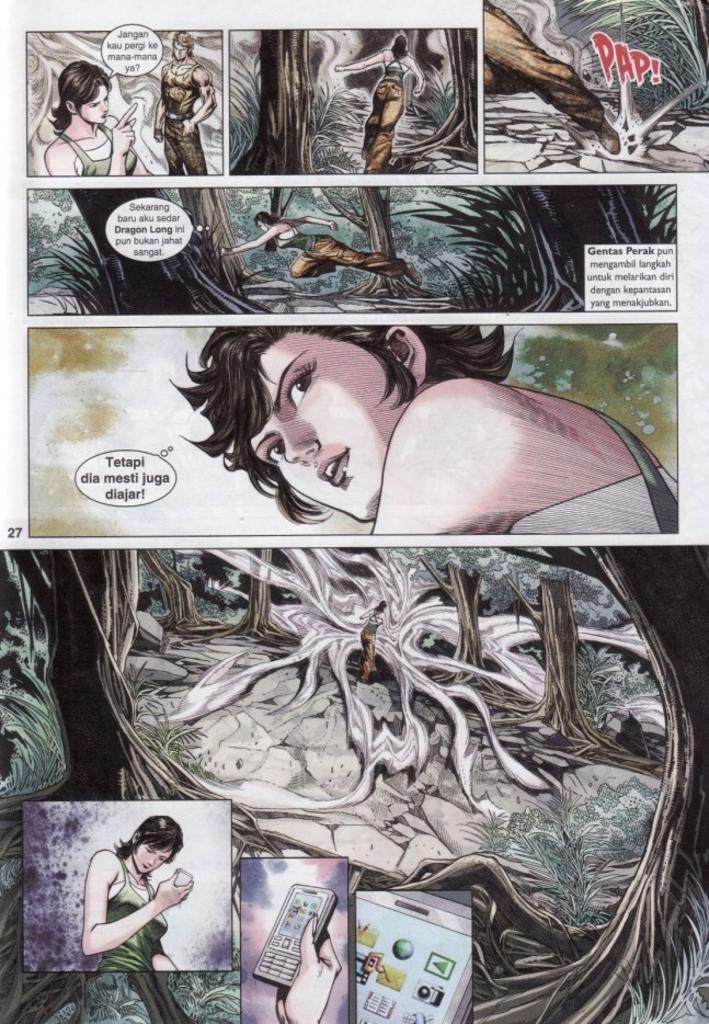 Jangan
kau pergi ke
mana-mana
ya?
PAP!
Sekarang
baru aku sedar
Dragon Long ini
pun bukan jahat
sangat.
Gentas Perak pun
mengambil langkah
untuk melarikan diri
dengan kepantasan
yang menakjubkan.
Tetapi
dia mesti juga
diajar!
27